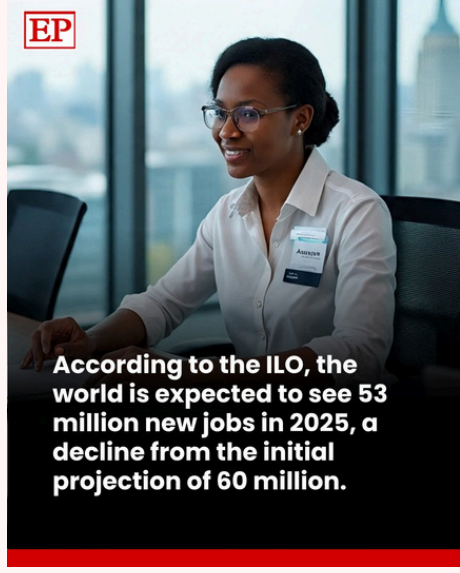 EP
According to the ILO, the
world is expected to see 53
million new jobs in 2025, a
decline from the initial
projection of 60 million.